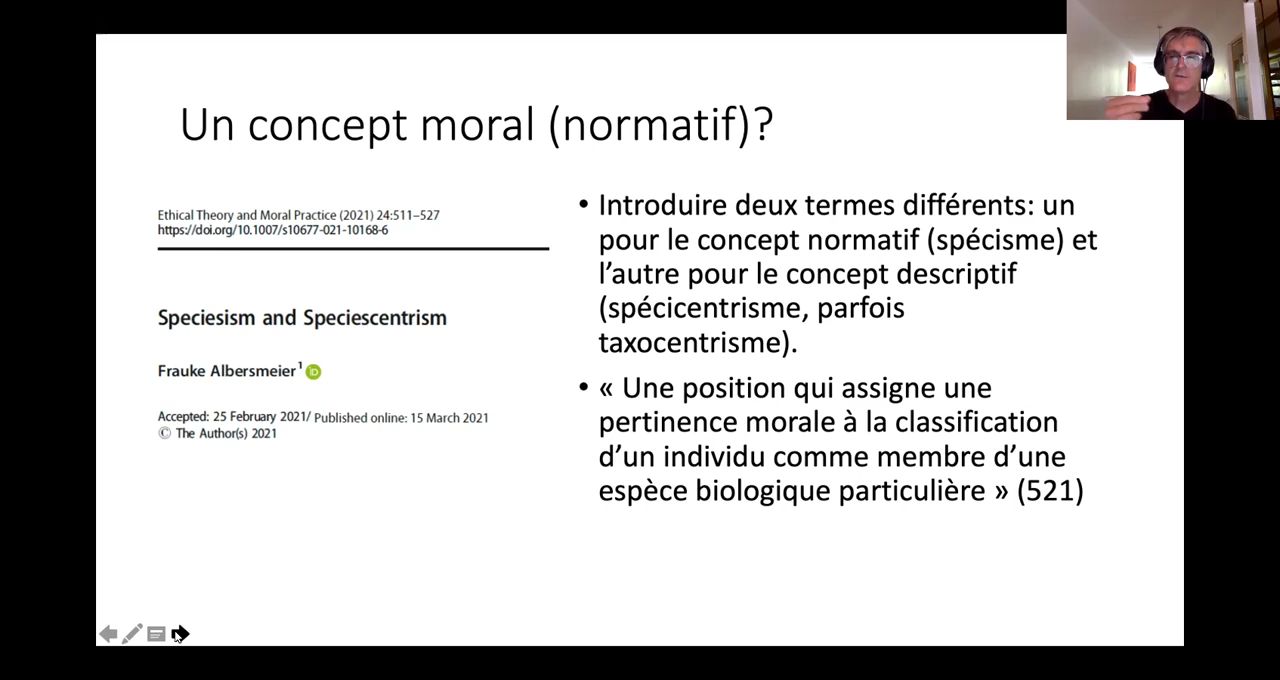 Un concept moral (normatif)?
Ethical Theory and Moral Practice (2021) 24:511–527
https://doi.org/10.1007/s10677-021-10168-6
Speciesism and Speciescentrism
Frauke Albersmeier¹ iD
Accepted: 25 February 2021/ Published online: 15 March 2021
© The Author(s) 2021
• Introduire deux termes différents: un
pour le concept normatif (spécisme) et
l’autre pour le concept descriptif
(spécicentrisme, parfois
taxocentrisme).
• « Une position qui assigne une
pertinence morale à la classification
d’un individu comme membre d’une
espèce biologique particulière » (521)